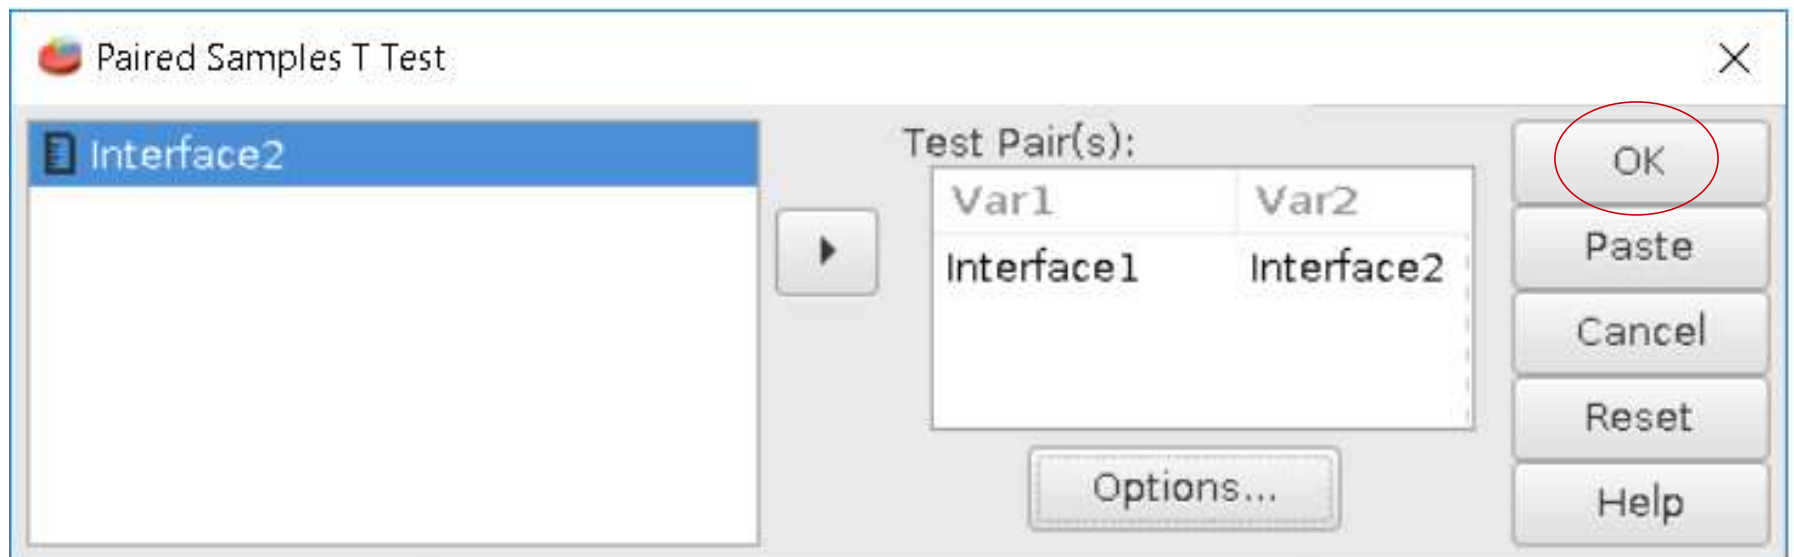 Paired Samples T Test
Interface2
Test Pair(s):
Var1 Var2
Interface1 Interface2
Options...
OK
Paste
Cancel
Reset
Help